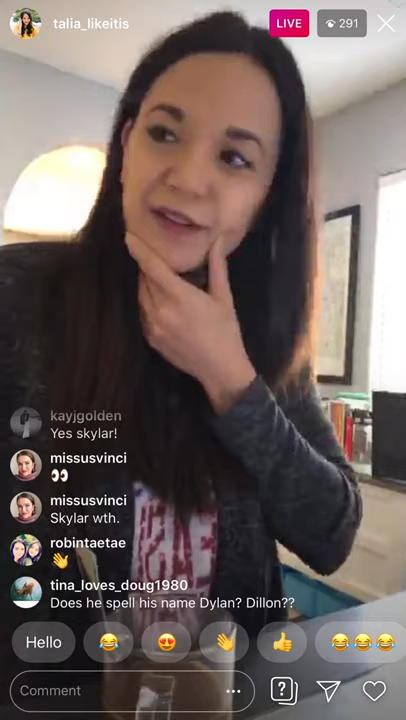 talia_likeitis LIVE 291
kayjgolden
Yes skylar!
missusvinci
👀
missusvinci
Skylar wth.
robintaetae
👋
tina_loves_doug1980
Does he spell his name Dylan? Dillon??
Hello 😂 😍 👋 👍 😂😂😂
Comment